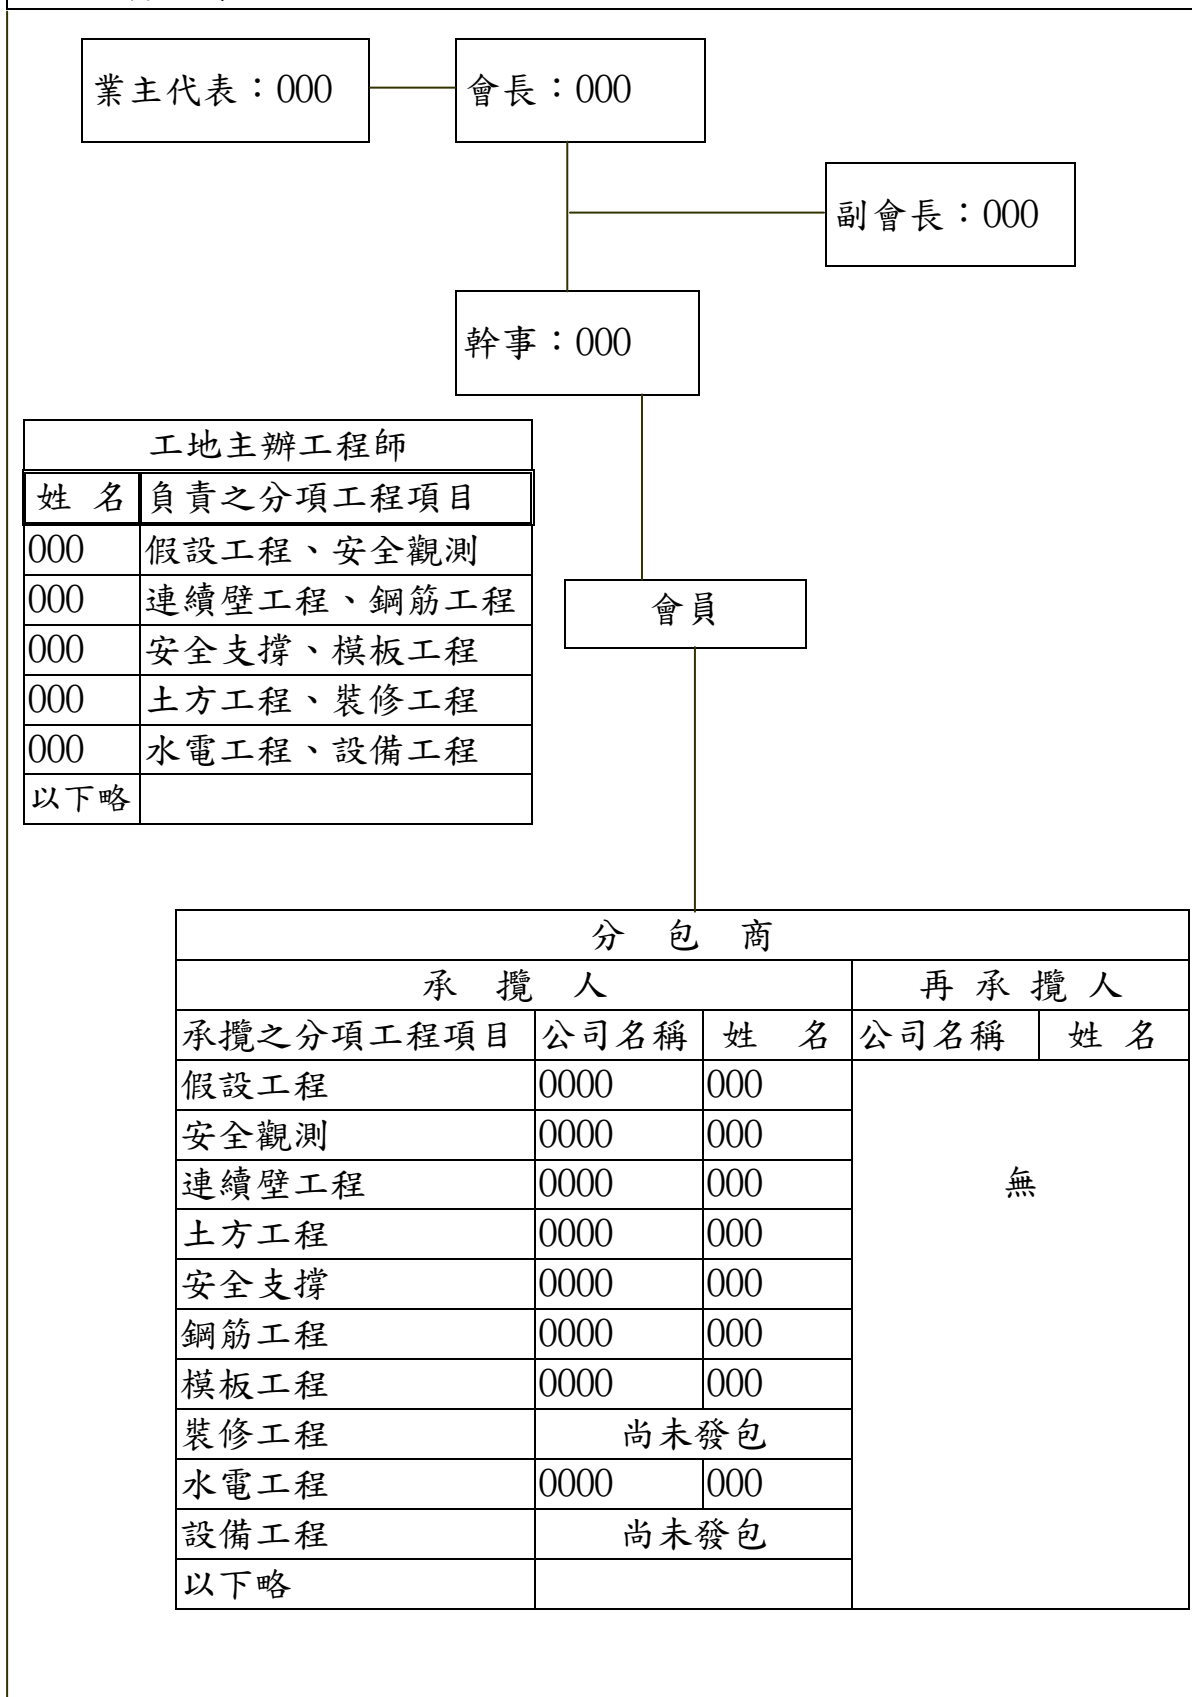 業主代表：000 會長：000
副會長：000
幹事：000
工地主辦工程師
姓 名 負責之分項工程項目
000 假設工程、安全觀測
000 連續壁工程、鋼筋工程
000 安全支撐、模板工程
000 土方工程、裝修工程
000 水電工程、設備工程
以下略
會員
分 包 商
承 攬 人 再 承 攬 人
承攬之分項工程項目 公司名稱 姓 名 公司名稱 姓 名
假設工程 0000 000
安全觀測 0000 000
連續壁工程 0000 000 無
土方工程 0000 000
安全支撐 0000 000
鋼筋工程 0000 000
模板工程 0000 000
裝修工程 尚未發包
水電工程 0000 000
設備工程 尚未發包
以下略